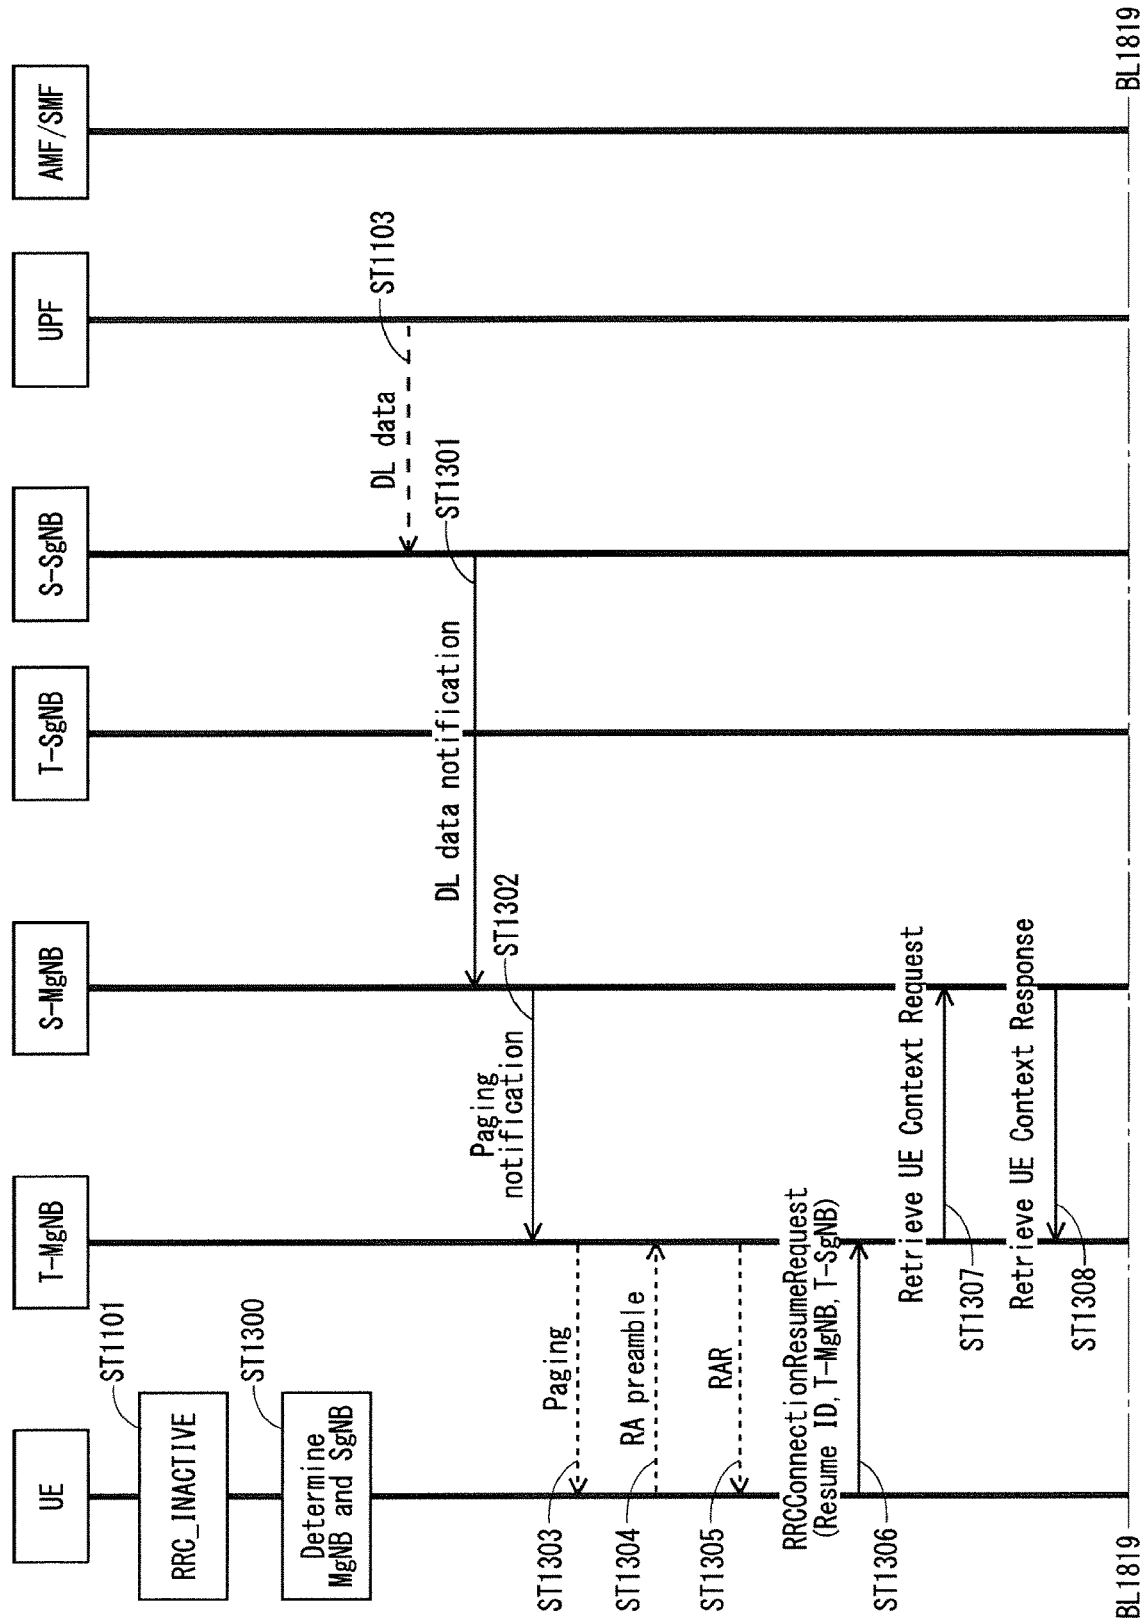 UE
T-MgNB
S-MgNB
T-SgNB
S-SgNB
UPF
AMF/SMF
ST1101
RRC_INACTIVE
ST1300
Determine
MgNB and SgNB
DL data
ST1103
DL data notification
ST1301
Paging
notification
ST1302
ST1303
Paging
ST1304
RA preamble
ST1305
RAR
RRCConnectionResumeRequest
(Resume ID, T-MgNB, T-SgNB)
ST1306
Retrieve UE Context Request
ST1307
Retrieve UE Context Response
ST1308
BL1819
BL1819